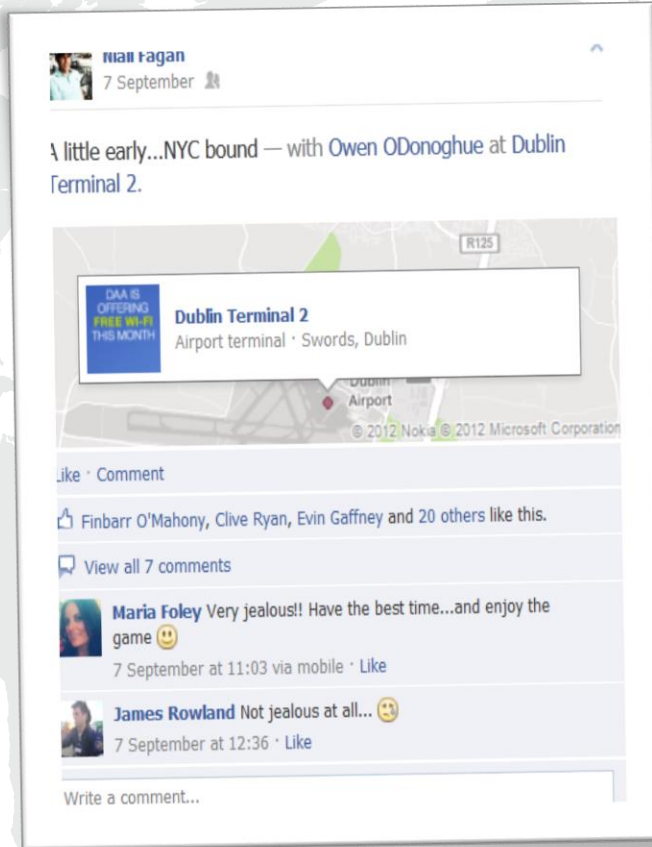 Niall Fagan
7 September
A little early...NYC bound — with Owen ODonoghue at Dublin
Terminal 2.
R125
DAA IS
OFFERING
FREE WI-FI
THIS MONTH
Dublin Terminal 2
Airport terminal · Swords, Dublin
Dublin
Airport
© 2012 Nokia © 2012 Microsoft Corporation
Like · Comment
Finbarr O'Mahony, Clive Ryan, Evin Gaffney and 20 others like this.
View all 7 comments
Maria Foley Very jealous!! Have the best time...and enjoy the
game
7 September at 11:03 via mobile · Like
James Rowland Not jealous at all...
7 September at 12:36 · Like
Write a comment...